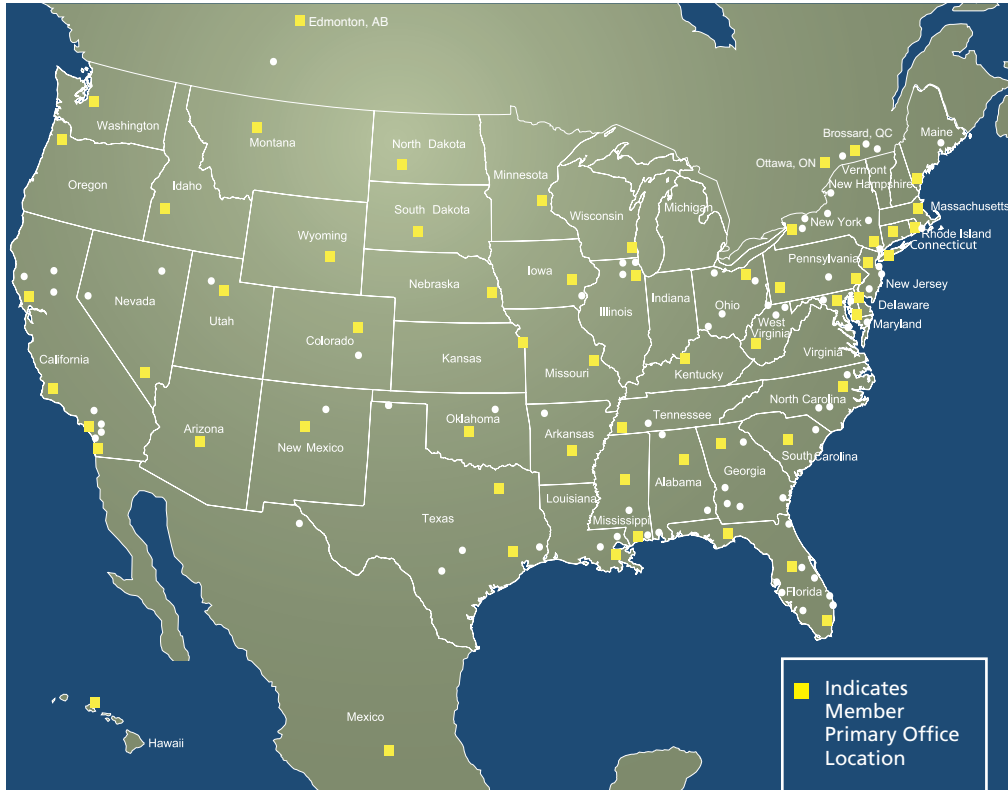 Edmonton, AB
Washington
Montana
North Dakota
Minnesota
Brossard, QC
Maine
Ottawa, ON
Vermont
New Hampshire
Oregon
Idaho
South Dakota
Wisconsin
Michigan
Massachusetts
New York
Rhode Island
Connecticut
Wyoming
Pennsylvania
Iowa
Nebraska
New Jersey
Nevada
Utah
Illinois
Indiana
Ohio
Delaware
West
Virginia
Maryland
Colorado
California
Kansas
Missouri
Kentucky
Virginia
North Carolina
Tennessee
Oklahoma
Arizona
New Mexico
Arkansas
South Carolina
Georgia
Alabama
Louisiana
Mississippi
Texas
Florida
Mexico
Hawaii
Indicates
Member
Primary Office
Location